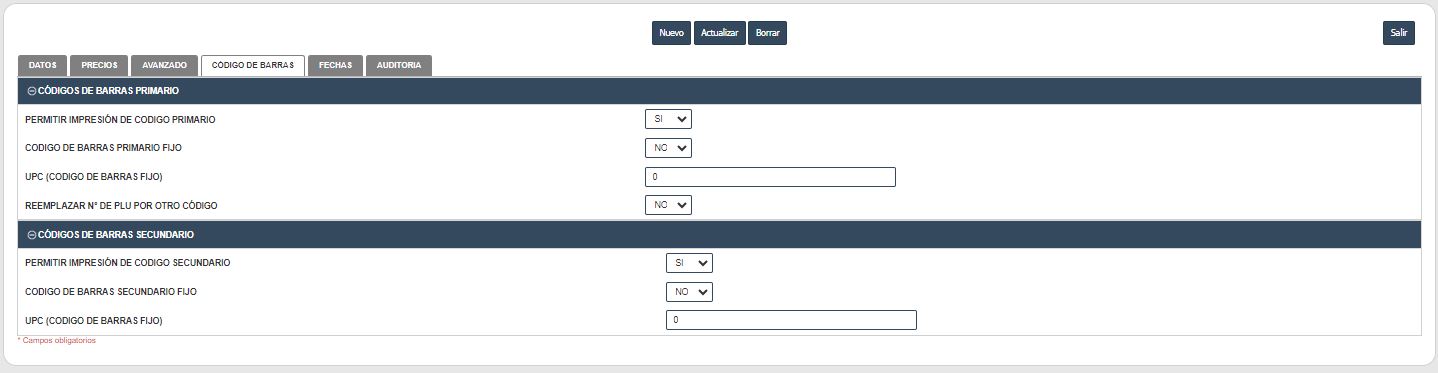 Nuevo Actualizar Borrar Salir
DATOS PRECIOS AVANZADO CÓDIGO DE BARRAS FECHAS AUDITORIA
CÓDIGOS DE BARRAS PRIMARIO
PERMITIR IMPRESIÓN DE CODIGO PRIMARIO SI
CODIGO DE BARRAS PRIMARIO FIJO NO
UPC (CODIGO DE BARRAS FIJO) 0
REEMPLAZAR N° DE PLU POR OTRO CÓDIGO NO
CÓDIGOS DE BARRAS SECUNDARIO
PERMITIR IMPRESIÓN DE CODIGO SECUNDARIO SI
CODIGO DE BARRAS SECUNDARIO FIJO NO
UPC (CODIGO DE BARRAS FIJO) 0
* Campos obligatorios